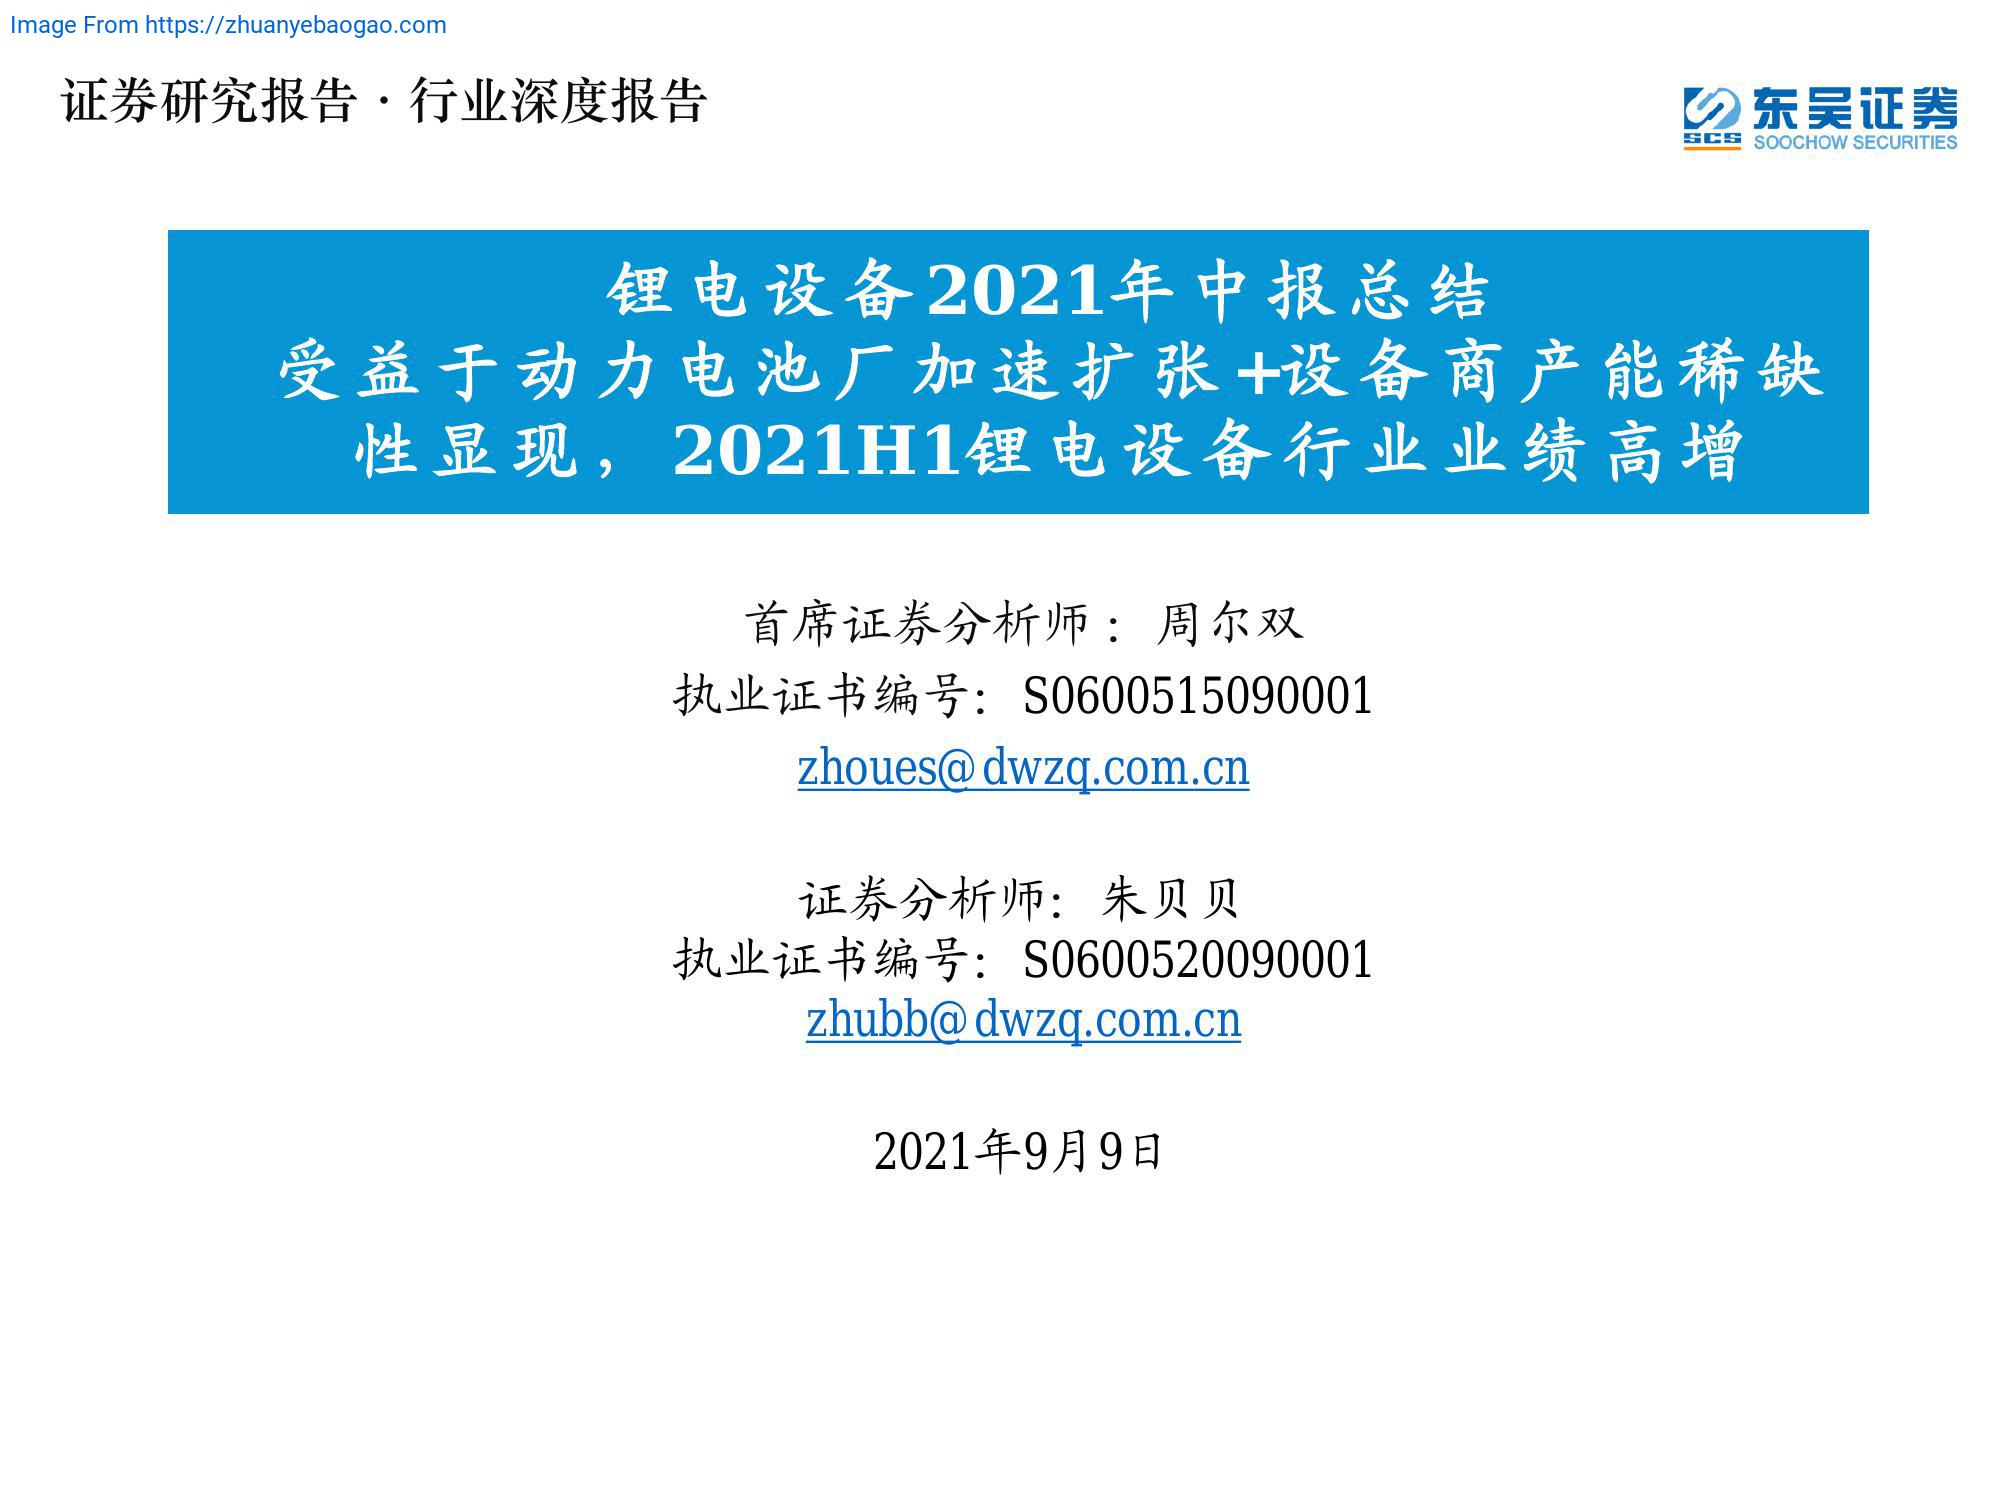 Image From https://zhuanyebaogao.com
证券研究报告 · 行业深度报告
东吴证券
SCS
SOOCHOW SECURITIES
锂电设备2021年中报总结
受益于动力电池厂加速扩张+设备商产能稀缺
性显现，2021H1锂电设备行业业绩高增
首席证券分析师：周尔双
执业证书编号：S0600515090001
zhoues@dwzq.com.cn
证券分析师：朱贝贝
执业证书编号：S0600520090001
zhubb@dwzq.com.cn
2021年9月9日